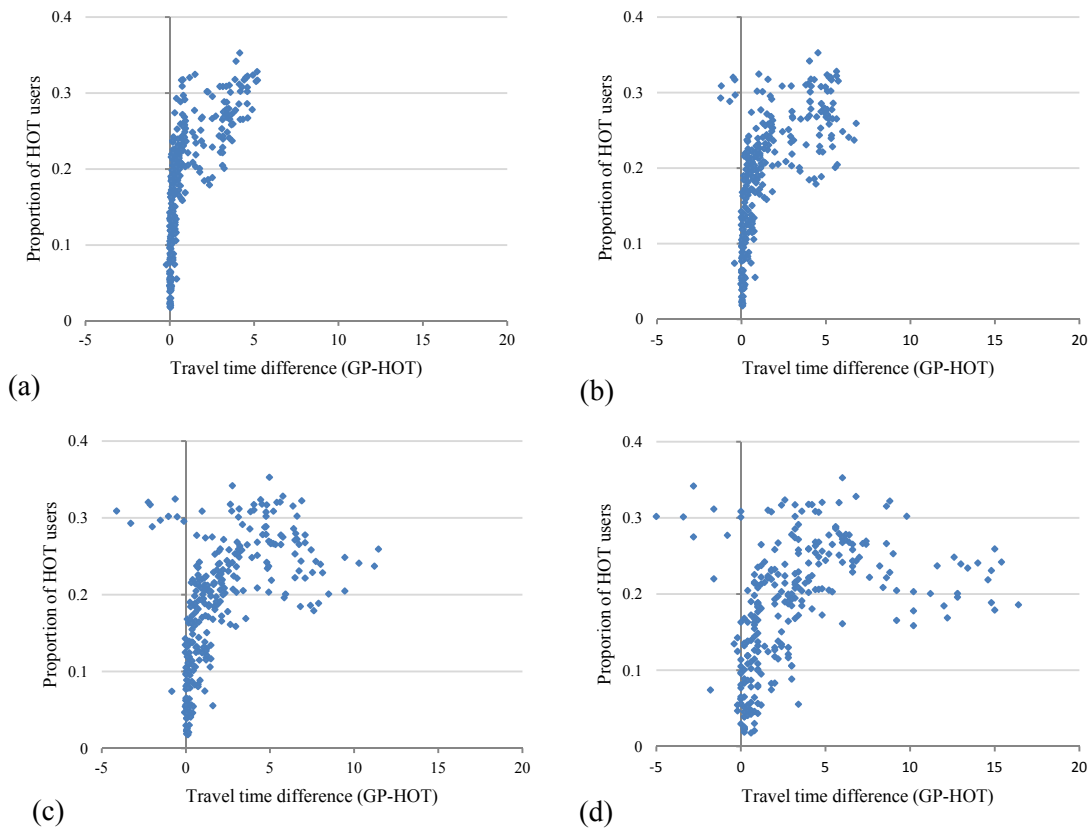 0.4
0.3
0.2
0.1
0
-5 0 5 10 15 20
Proportion of HOT users
Travel time difference (GP-HOT)
(a)
0.4
0.3
0.2
0.1
0
-5 0 5 10 15 20
Proportion of HOT users
Travel time difference (GP-HOT)
(b)
0.4
0.3
0.2
0.1
0
-5 0 5 10 15 20
Proportion of HOT users
Travel time difference (GP-HOT)
(c)
0.4
0.3
0.2
0.1
0
-5 0 5 10 15 20
Proporion of HOT users
Travel time difference (GP-HOT)
(d)